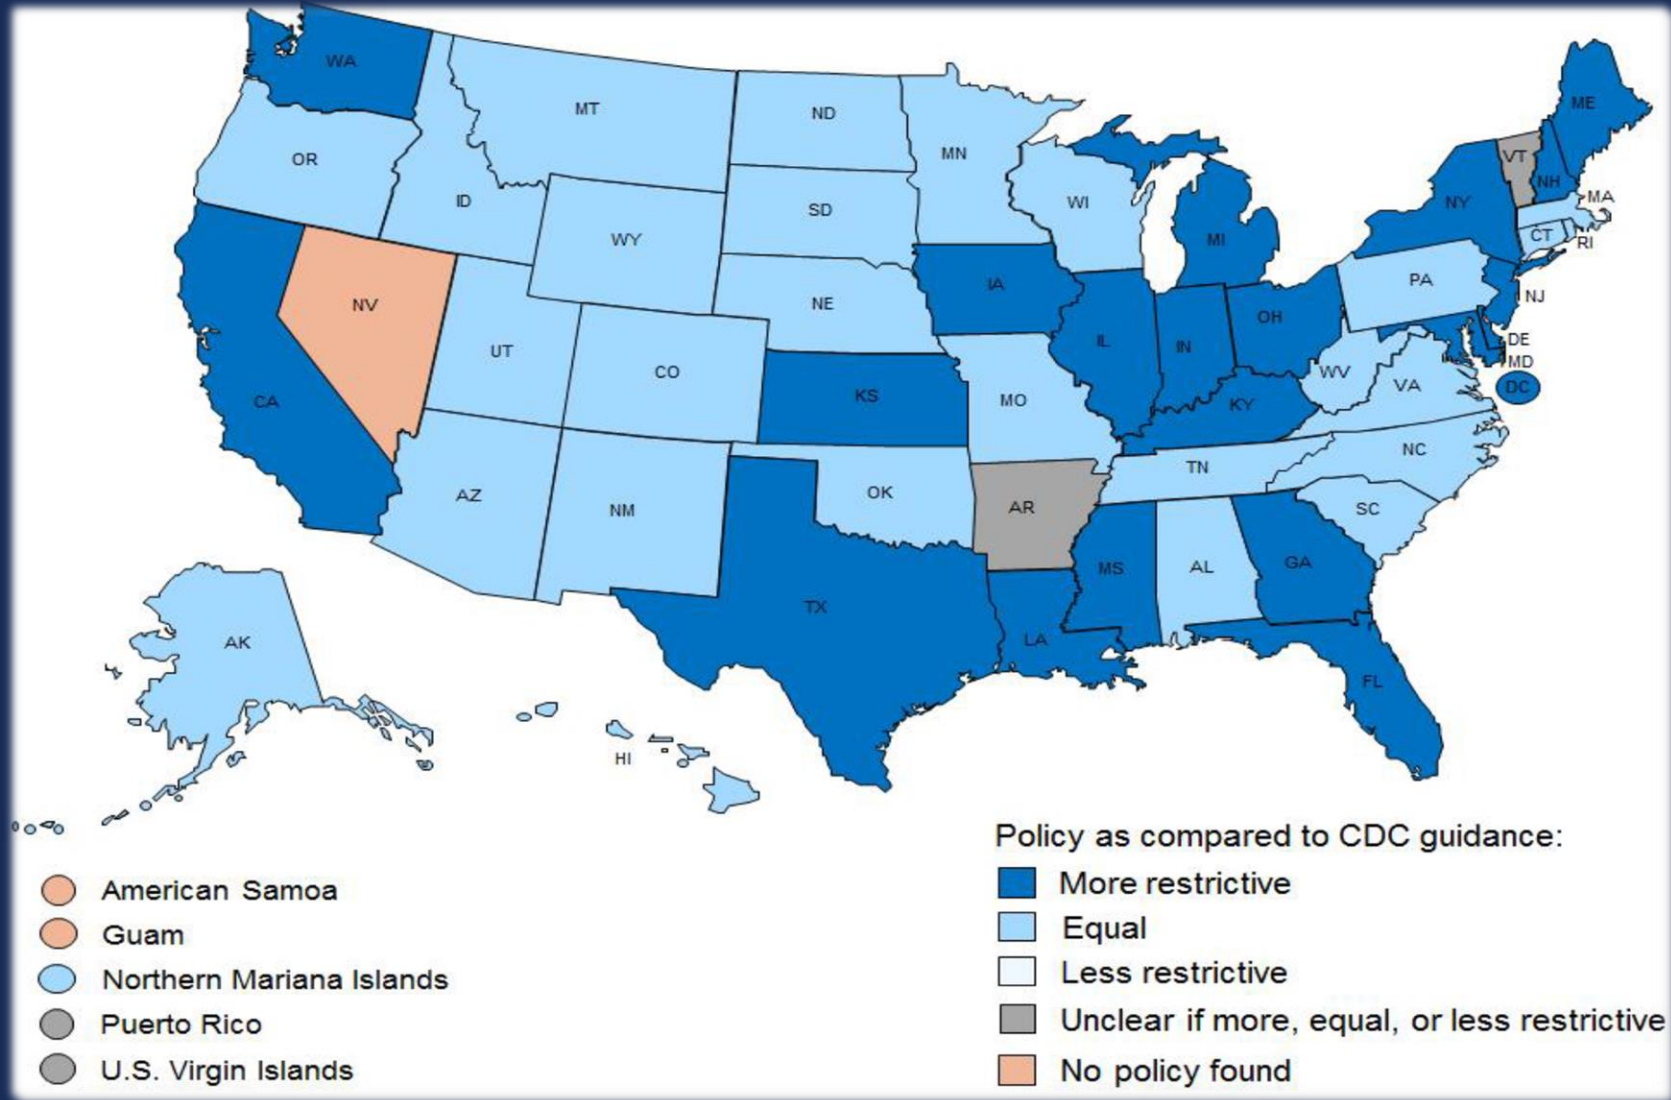 WA
MT
ND
MN
ME
OR
ID
SD
WI
VT
NH
NY
MA
WY
MI
CT
RI
NV
NE
IA
PA
NJ
UT
CO
IL
IN
OH
DE
MD
DC
CA
KS
MO
WV
VA
KY
AZ
NM
OK
AR
TN
NC
SC
TX
LA
MS
AL
GA
FL
AK
HI
Policy as compared to CDC guidance:
More restrictive
Equal
Less restrictive
Unclear if more, equal, or less restrictive
No policy found
American Samoa
Guam
Northern Mariana Islands
Puerto Rico
U.S. Virgin Islands